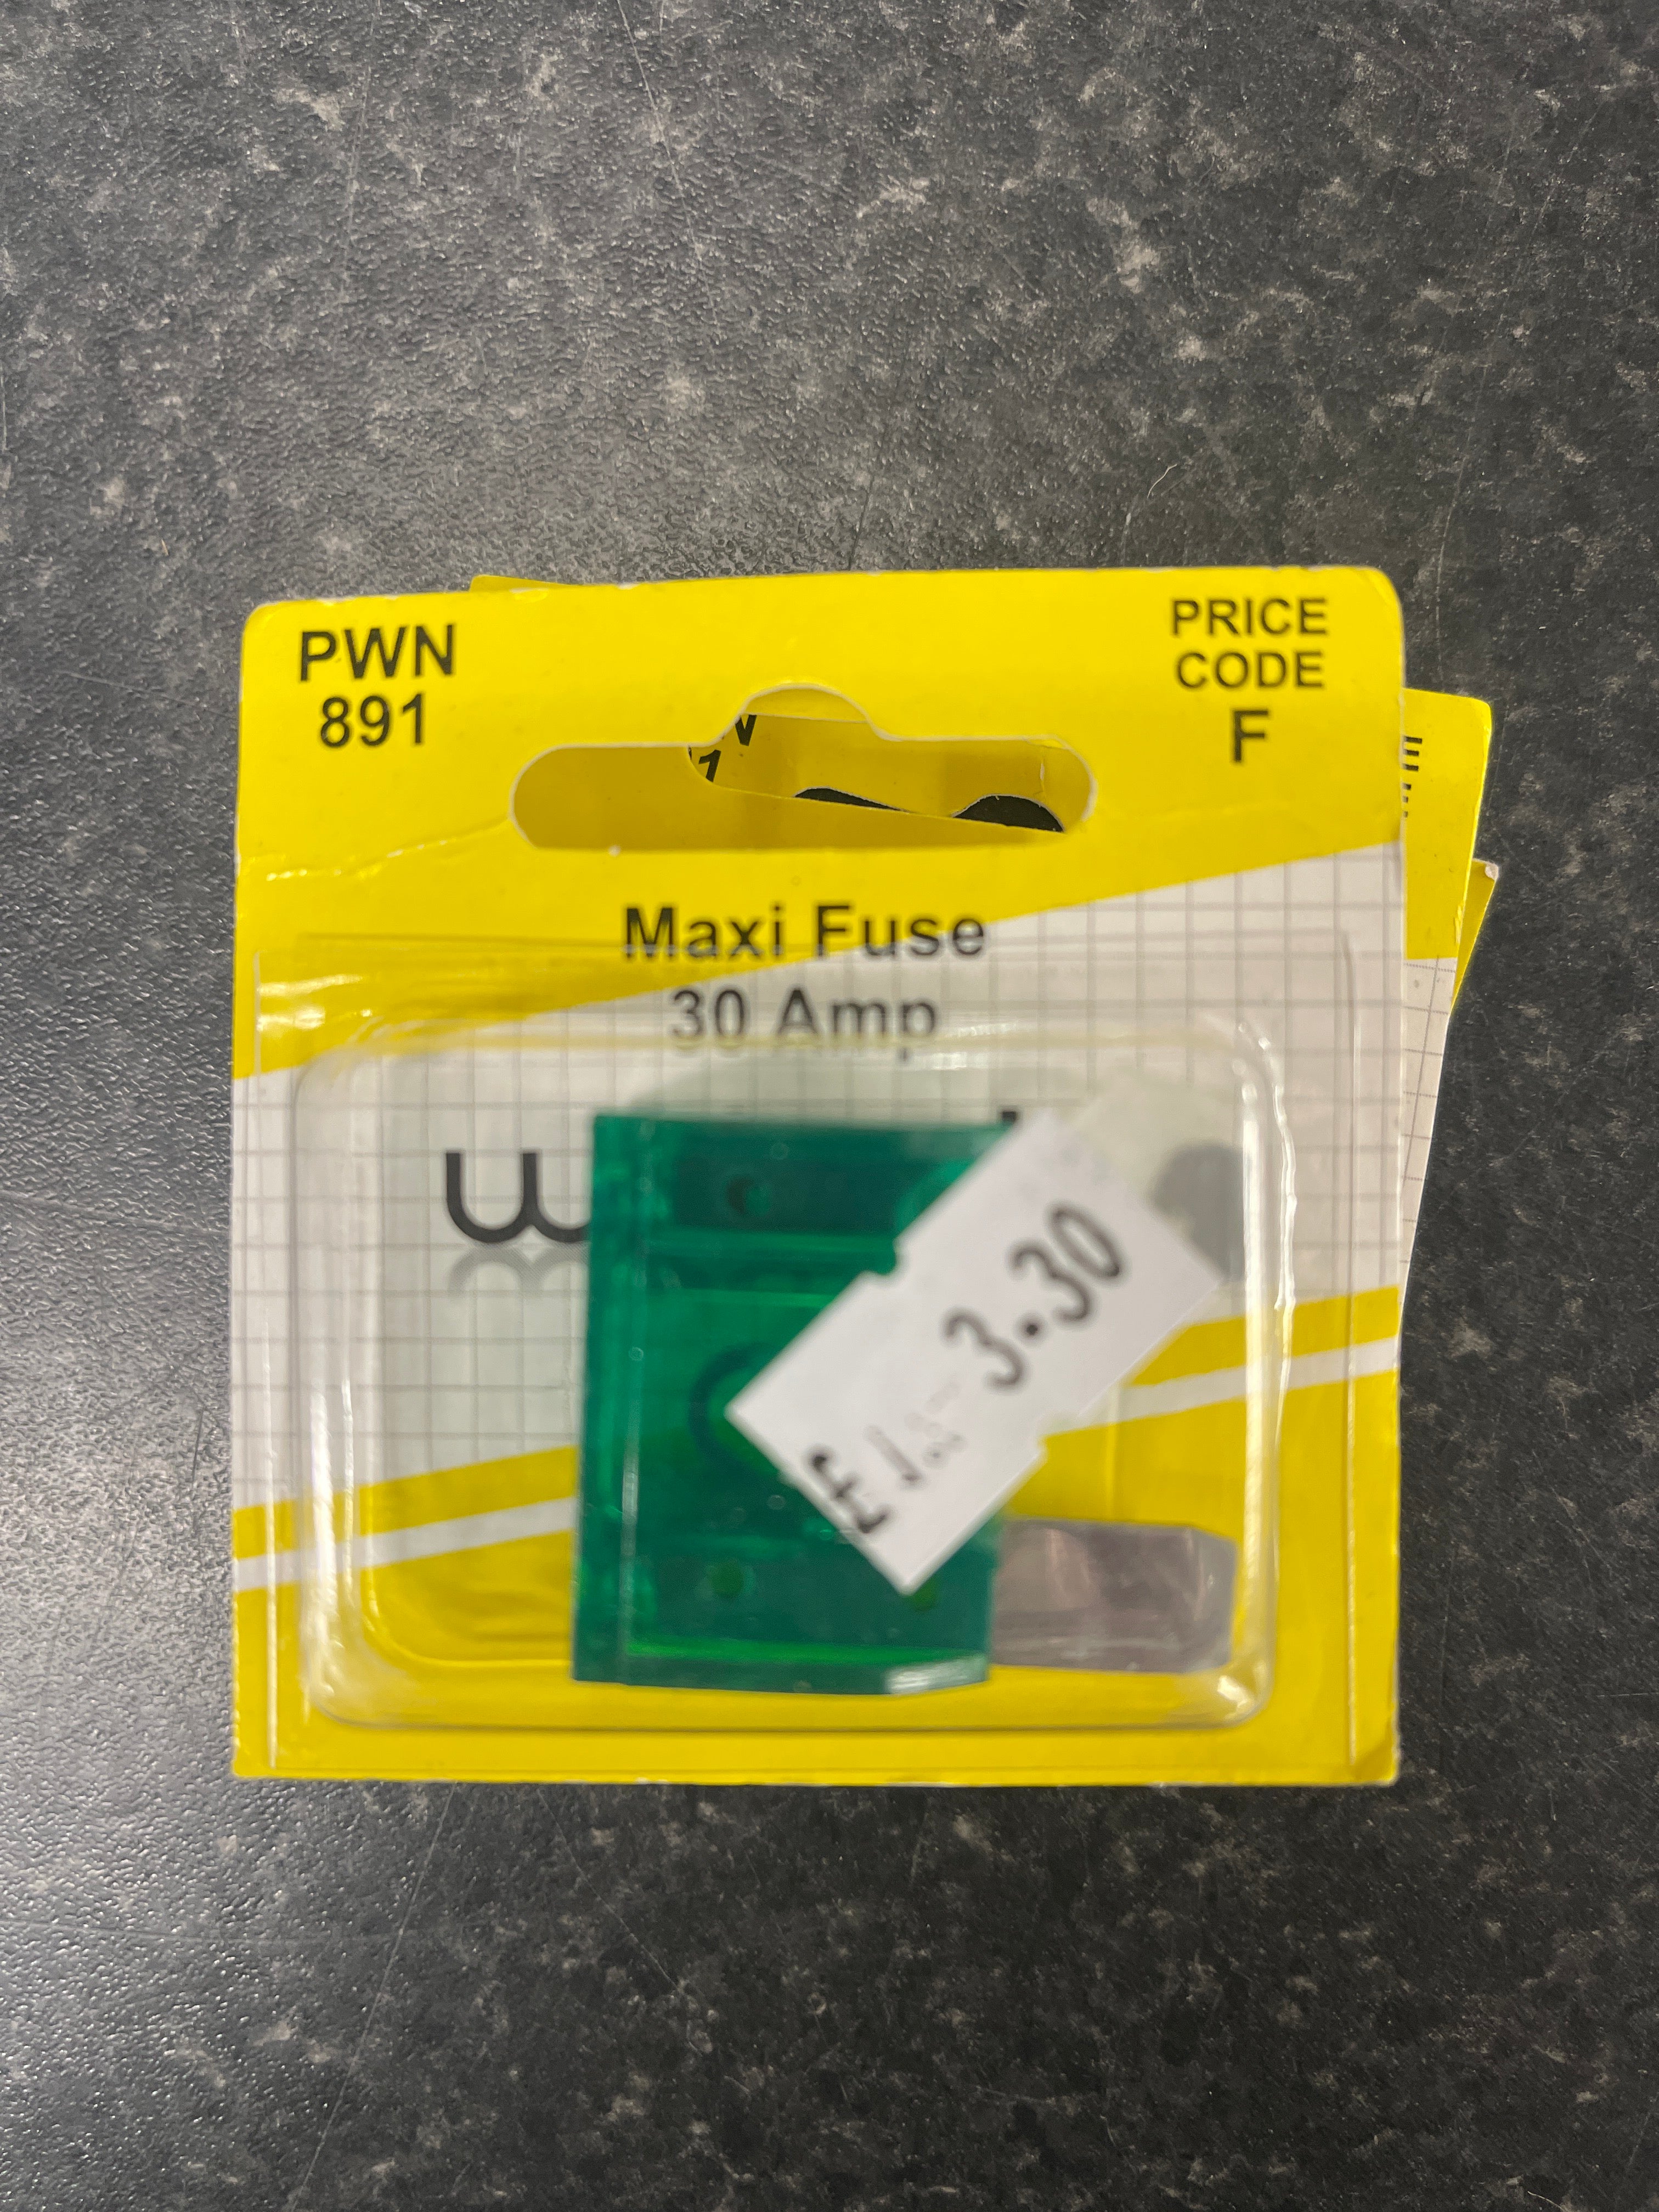 PWN
891
PRICE
CODE
F
Maxi Fuse
30 Amp
w
£
3.30